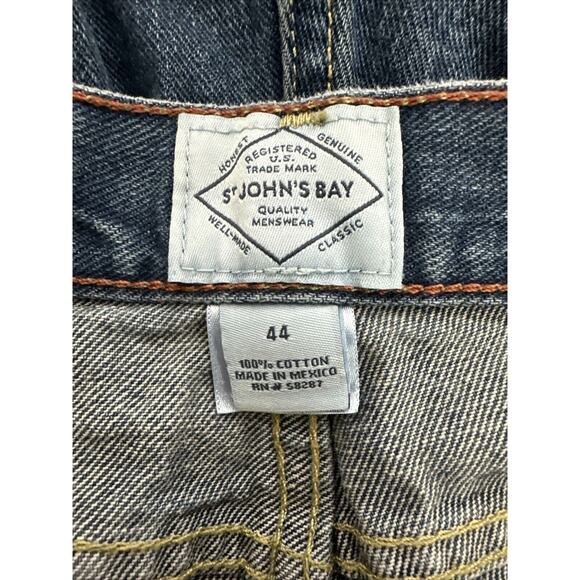 HONEST
GENUINE
REGISTERED
U.S.
TRADE MARK
ST JOHN'S BAY
QUALITY
MENSWEAR
WELL-MADE
CLASSIC
44
100% COTTON
MADE IN MEXICO
RN# 58287